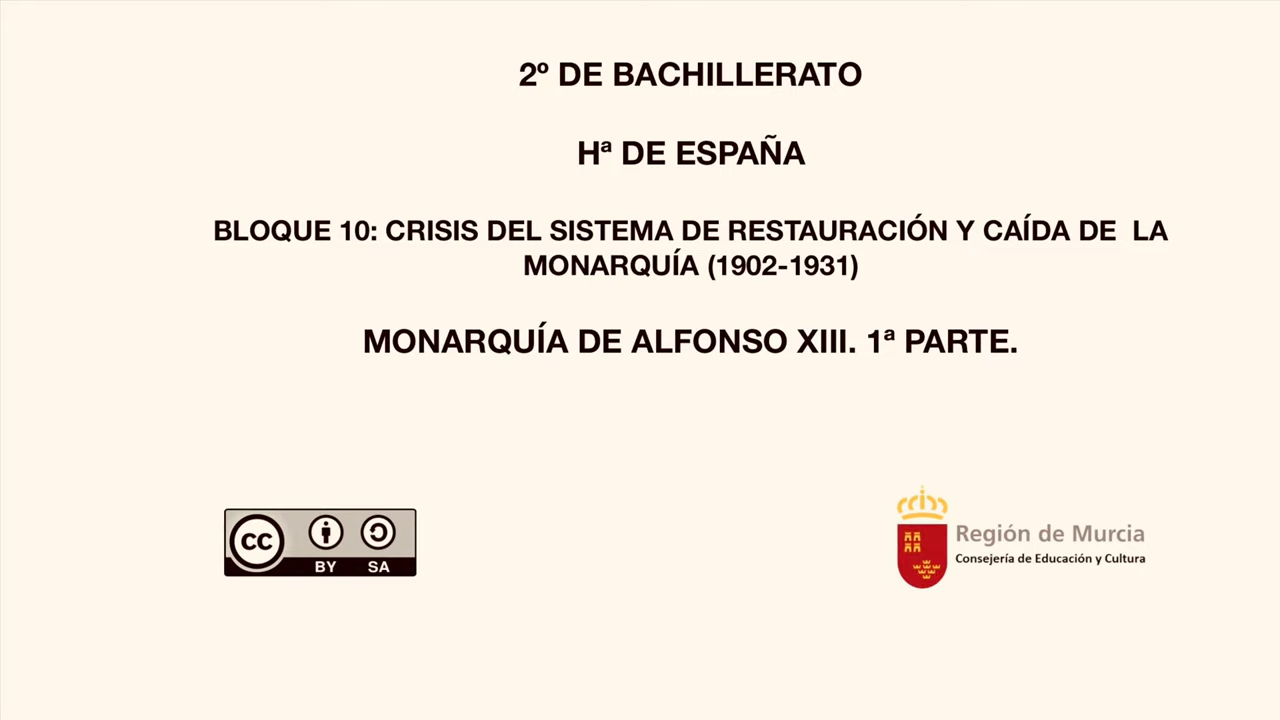 2º DE BACHILLERATO
Hª DE ESPAÑA
BLOQUE 10: CRISIS DEL SISTEMA DE RESTAURACIÓN Y CAÍDA DE LA
MONARQUÍA (1902-1931)
MONARQUÍA DE ALFONSO XIII. 1ª PARTE.
cc
BY SA
Región de Murcia
Consejería de Educación y Cultura